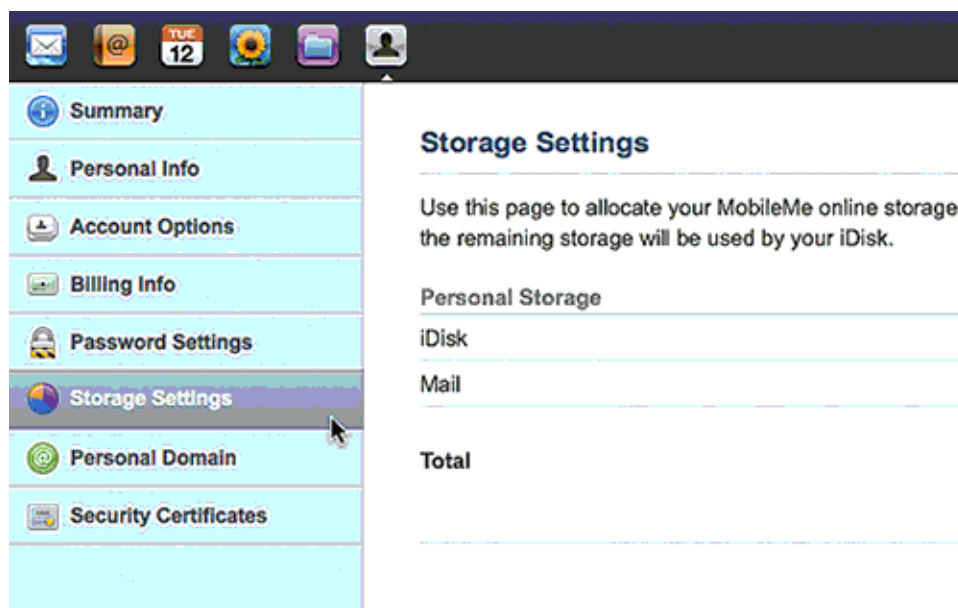 TUE
12
Summary
Personal Info
Account Options
Billing Info
Password Settings
Storage Settings
Personal Domain
Security Certificates
Storage Settings
Use this page to allocate your MobileMe online storage
the remaining storage will be used by your iDisk.
Personal Storage
iDisk
Mail
Total